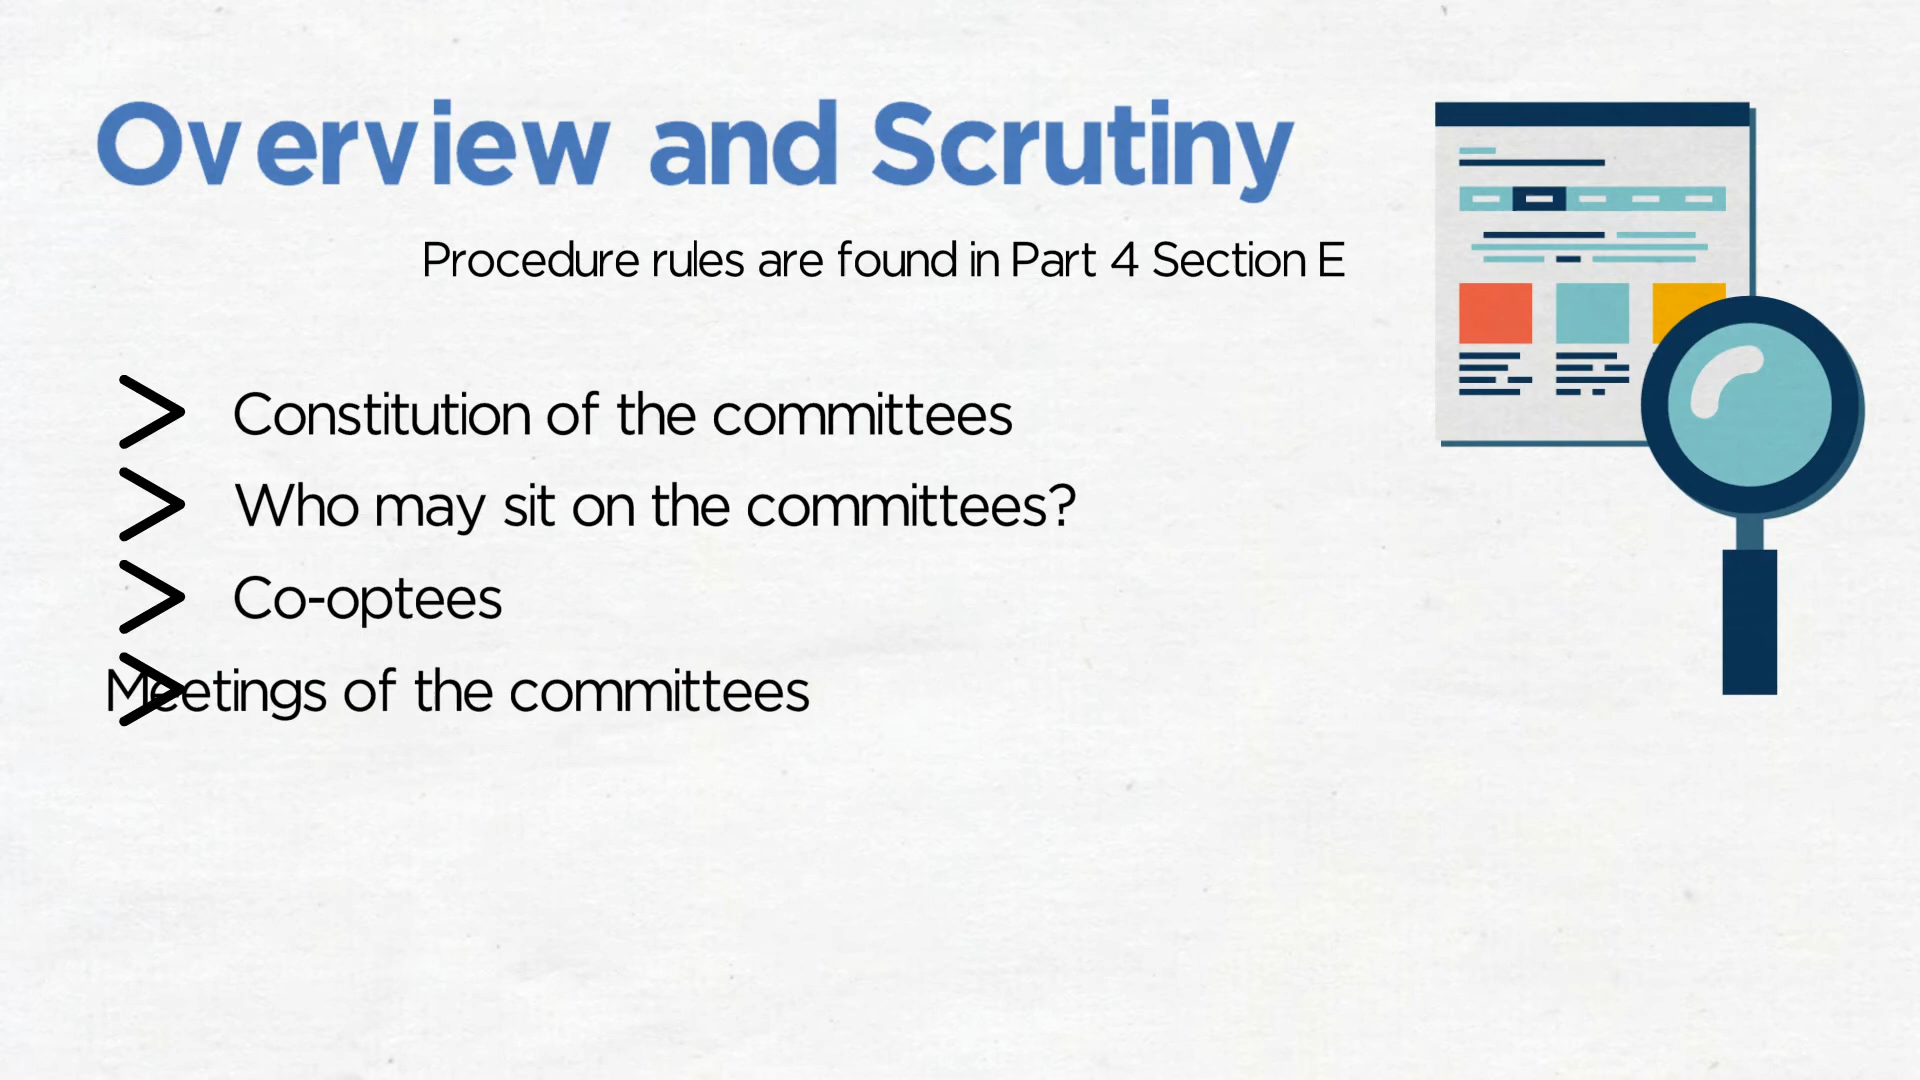 Overview and Scrutiny
Procedure rules are found in Part 4 Section E
Constitution of the committees
Who may sit on the committees?
Co-optees
Meetings of the committees